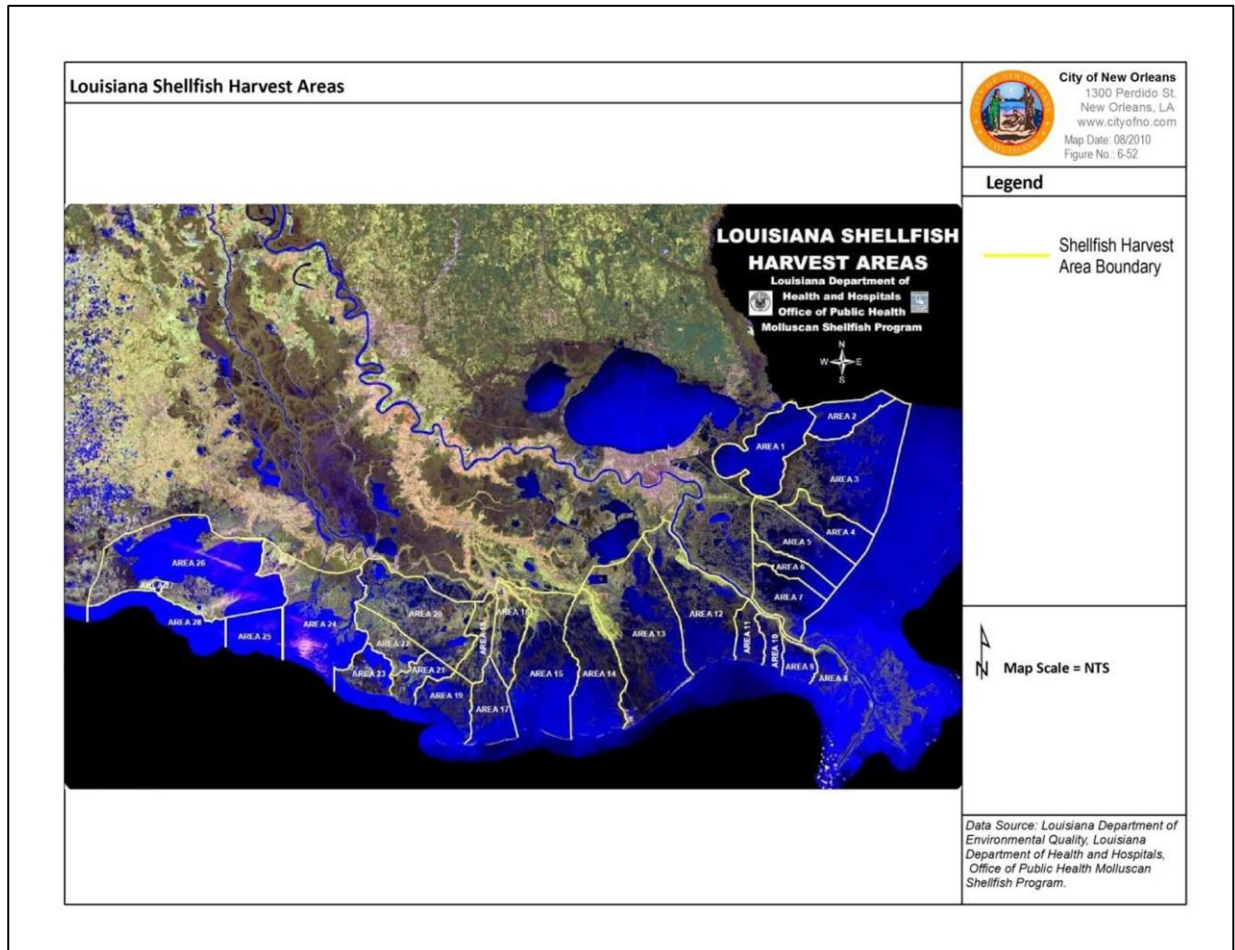 Louisiana Shellfish Harvest Areas
City of New Orleans
1300 Perdido St.
New Orleans, LA
www.cityofno.com
Map Date: 08/2010
Figure No.: 6-52
CITY OF NEW ORLEANS
LOUISIANA
Legend
Shellfish Harvest
Area Boundary
LOUISIANA SHELLFISH
HARVEST AREAS
Louisiana Department of
Health and Hospitals
Office of Public Health
Molluscan Shellfish Program
N
W
E
S
AREA 2
AREA 1
AREA 3
AREA 4
AREA 5
AREA 6
AREA 7
AREA 26
AREA 28
AREA 25
AREA 24
AREA 20
AREA 22
AREA 21
AREA 23
AREA 19
AREA 17
AREA 15
AREA 14
AREA 13
AREA 12
AREA 11
AREA 10
AREA 9
AREA 8
N
Map Scale = NTS
Data Source: Louisiana Department of
Environmental Quality, Louisiana
Department of Health and Hospitals,
Office of Public Health Molluscan
Shellfish Program.